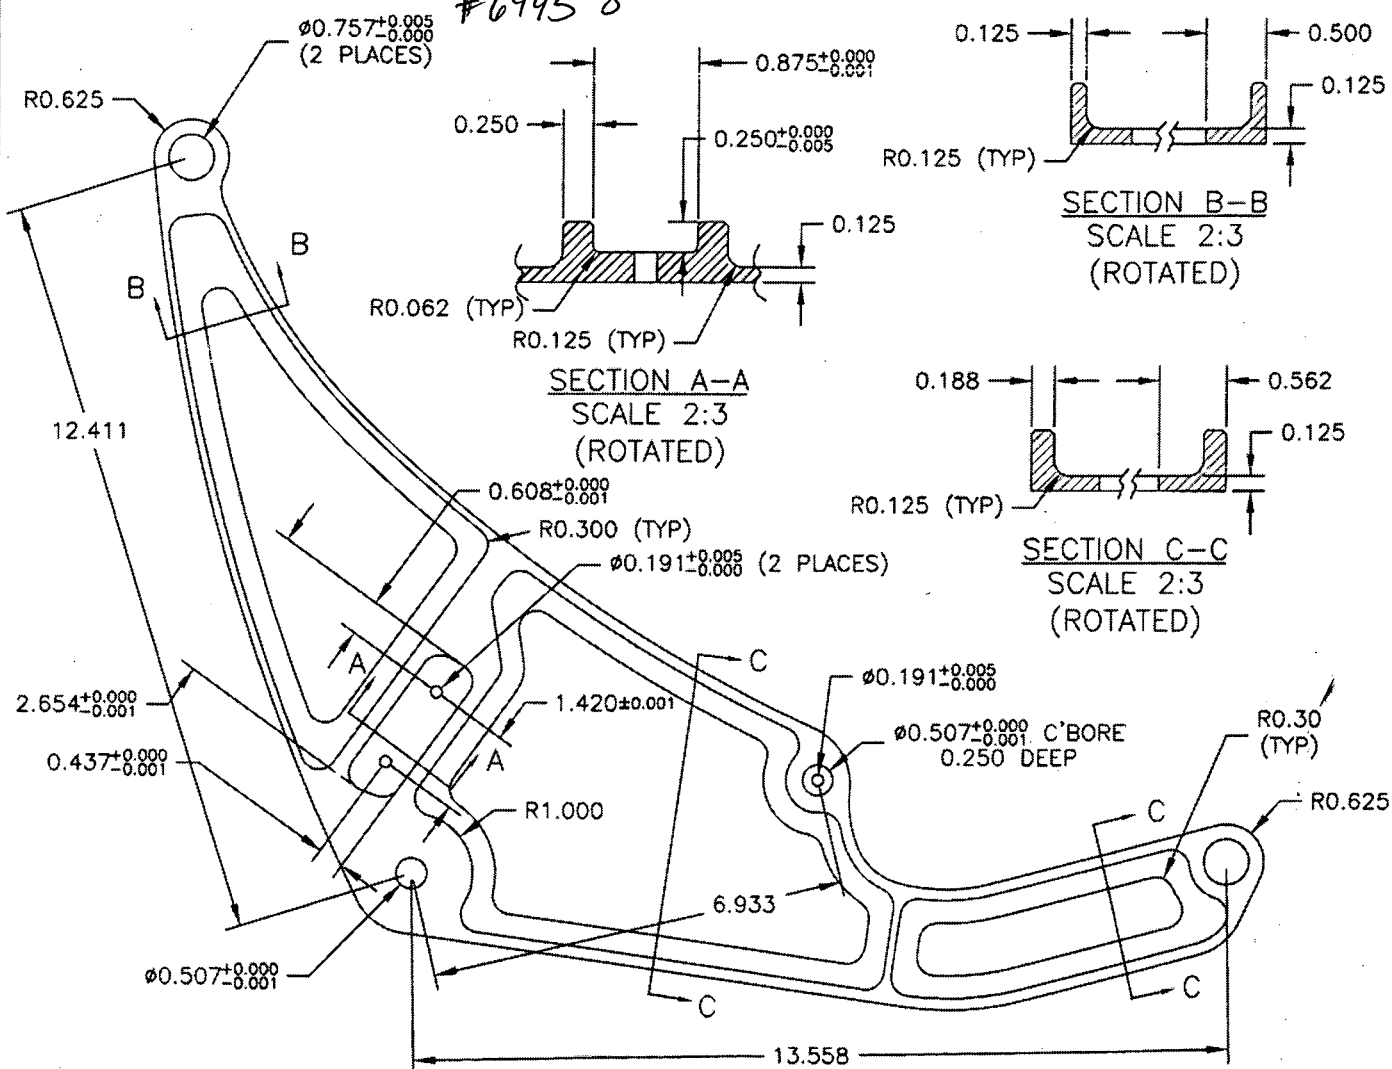 #6995 8
ø0.757+0.005 -0.000
(2 PLACES)
R0.625
0.875+0.000 -0.001
0.250
0.250+0.000 -0.005
0.125
R0.062 (TYP)
R0.125 (TYP)
SECTION A-A
SCALE 2:3
(ROTATED)
0.125
0.500
0.125
R0.125 (TYP)
SECTION B-B
SCALE 2:3
(ROTATED)
0.188
0.562
0.125
R0.125 (TYP)
SECTION C-C
SCALE 2:3
(ROTATED)
B
B
12.411
0.608+0.000 -0.001
R0.300 (TYP)
ø0.191+0.005 -0.000 (2 PLACES)
A
C
2.654+0.000 -0.001
1.420±0.001
ø0.191+0.005 -0.000
ø0.507+0.000 -0.001 C'BORE
0.250 DEEP
R0.30
(TYP)
0.437+0.000 -0.001
A
R1.000
C
R0.625
6.933
ø0.507+0.000 -0.001
C
C
13.558